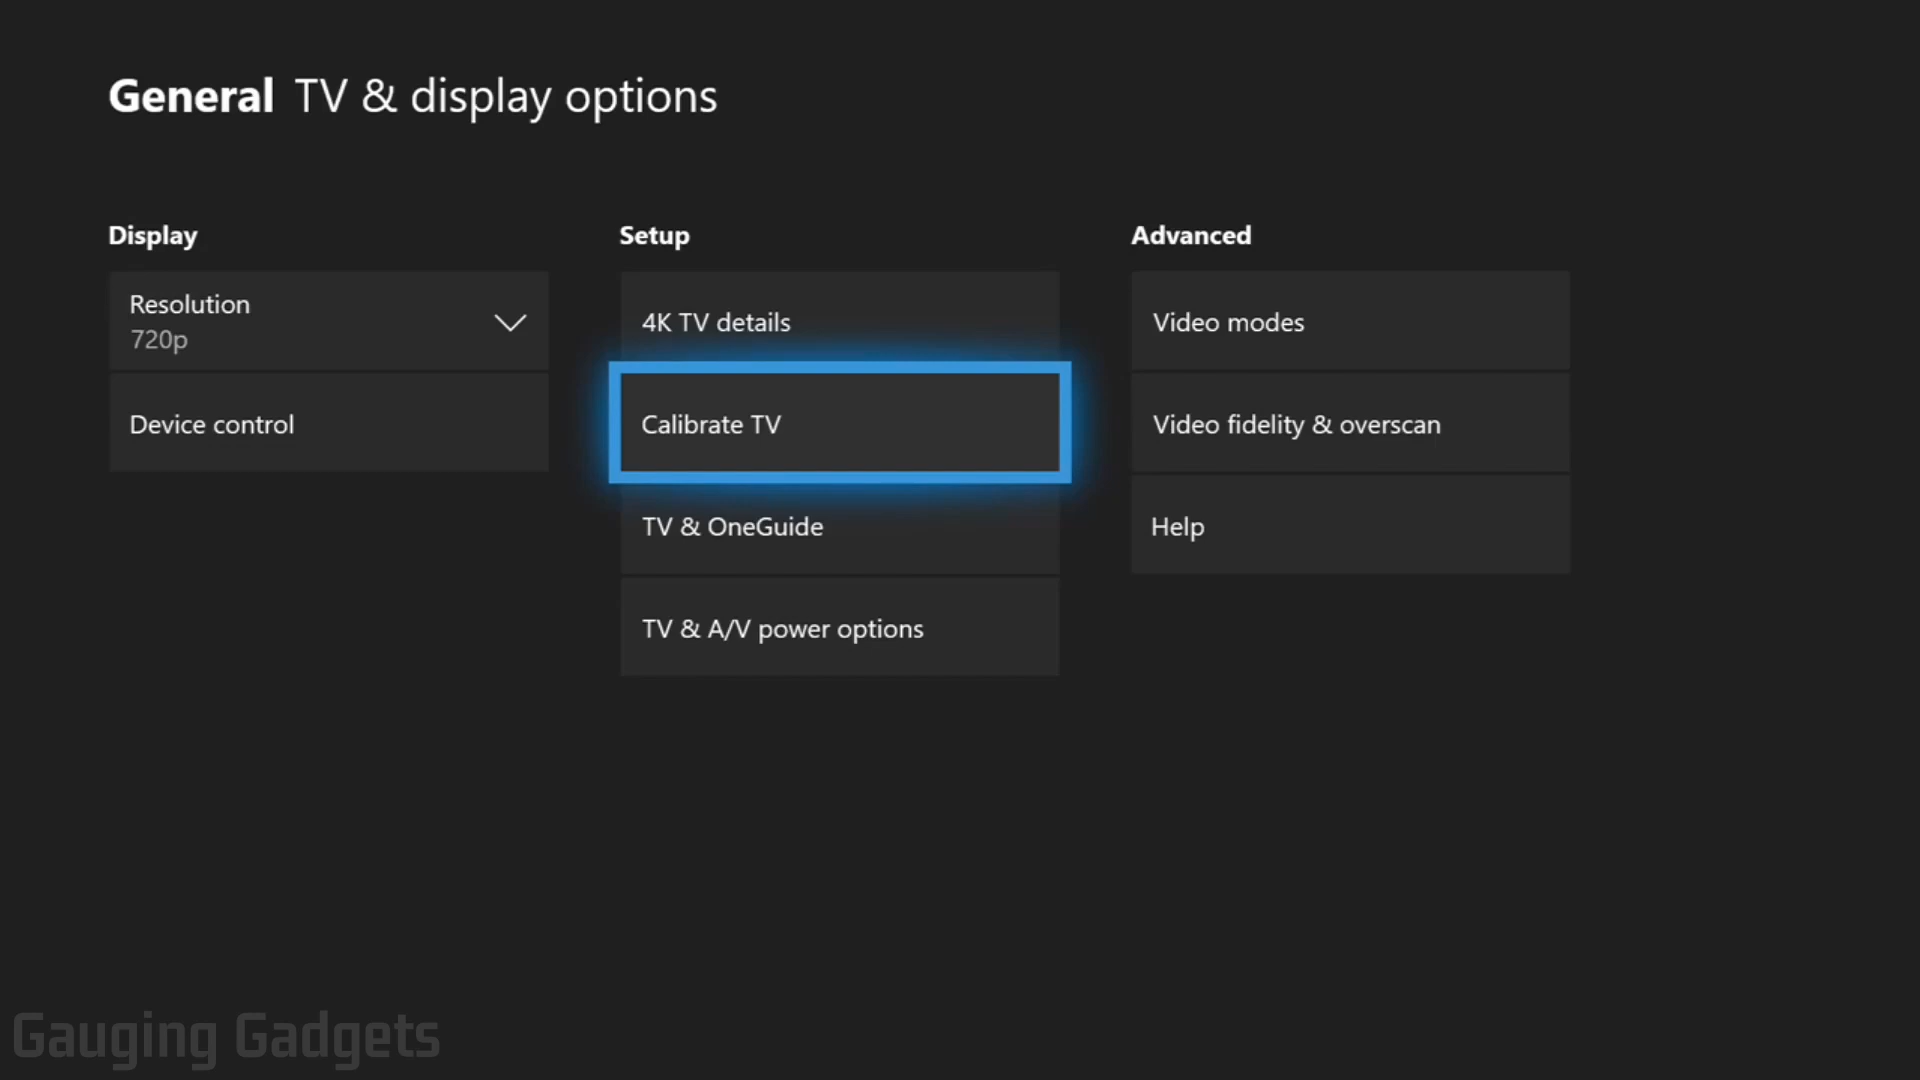 General TV & display options
Display
Resolution
720p
Device control
Setup
4K TV details
Calibrate TV
TV & OneGuide
TV & A/V power options
Advanced
Video modes
Video fidelity & overscan
Help
Gauging Gadgets